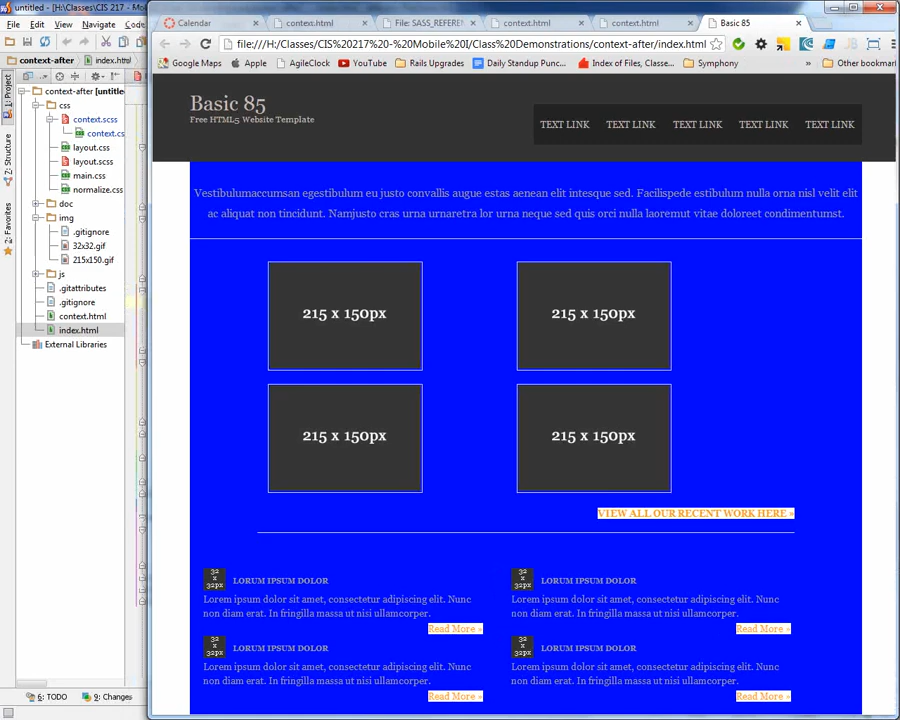 untitled - [H:\Classes\CIS 217
File Edit View Navigate Code
context-after index.html
1: Project
7: Structure
2: Favorites
context-after [untitle
css
context.scss
context.cs
layout.css
layout.scss
main.css
normalize.css
doc
img
.gitignore
32x32.gif
215x150.gif
js
.gitattributes
.gitignore
context.html
index.html
External Libraries
6: TODO 9: Changes
Calendar
context.html
File: SASS_REFEREN
context.html
context.html
Basic 85
file:///H:/Classes/CIS%20217%20-%20Mobile%20I/Class%20Demonstrations/context-after/index.html
Google Maps Apple AgileClock YouTube Rails Upgrades Daily Standup Punc... Index of Files, Classe... Symphony » Other bookmar
Basic 85
Free HTML5 Website Template
TEXT LINK TEXT LINK TEXT LINK TEXT LINK TEXT LINK
Vestibulumaccumsan egestibulum eu justo convallis augue estas aenean elit intesque sed. Facilispede estibulum nulla orna nisl velit elit
ac aliquat non tincidunt. Namjusto cras urna urnaretra lor urna neque sed quis orci nulla laoremut vitae doloreet condimentumst.
215 x 150px 215 x 150px
215 x 150px 215 x 150px
VIEW ALL OUR RECENT WORK HERE »
32
x
32px
LORUM IPSUM DOLOR
Lorem ipsum dolor sit amet, consectetur adipiscing elit. Nunc
non diam erat. In fringilla massa ut nisi ullamcorper.
Read More »
32
x
32px
LORUM IPSUM DOLOR
Lorem ipsum dolor sit amet, consectetur adipiscing elit. Nunc
non diam erat. In fringilla massa ut nisi ullamcorper.
Read More »
32
x
32px
LORUM IPSUM DOLOR
Lorem ipsum dolor sit amet, consectetur adipiscing elit. Nunc
non diam erat. In fringilla massa ut nisi ullamcorper.
Read More »
32
x
32px
LORUM IPSUM DOLOR
Lorem ipsum dolor sit amet, consectetur adipiscing elit. Nunc
non diam erat. In fringilla massa ut nisi ullamcorper.
Read More »